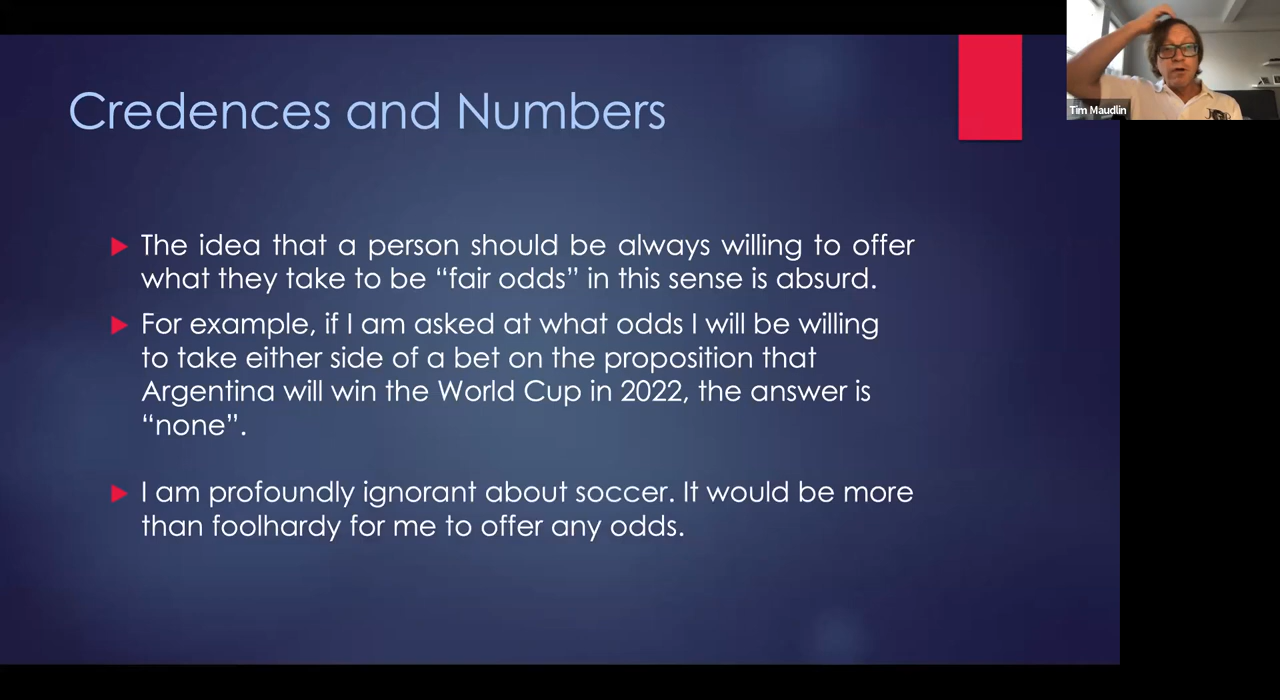 Credences and Numbers
The idea that a person should be always willing to offer
what they take to be “fair odds” in this sense is absurd.
For example, if I am asked at what odds I will be willing
to take either side of a bet on the proposition that
Argentina will win the World Cup in 2022, the answer is
“none”.
I am profoundly ignorant about soccer. It would be more
than foolhardy for me to offer any odds.
Tim Maudlin